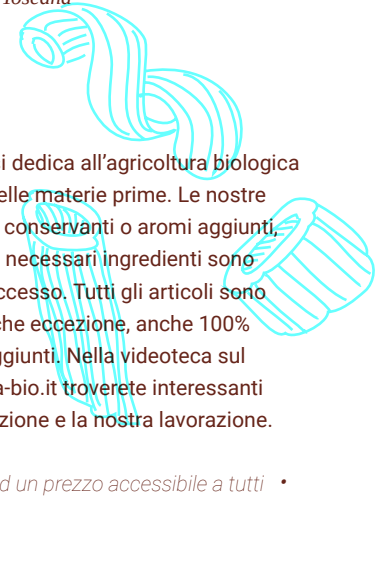 Toscana
i dedica all’agricoltura biologica
elle materie prime. Le nostre
conservanti o aromi aggiunti,
necessari ingredienti sono
ccesso. Tutti gli articoli sono
che eccezione, anche 100%
ggiunti. Nella videoteca sul
a-bio.it troverete interessanti
zione e la nostra lavorazione.
d un prezzo accessibile a tutti •